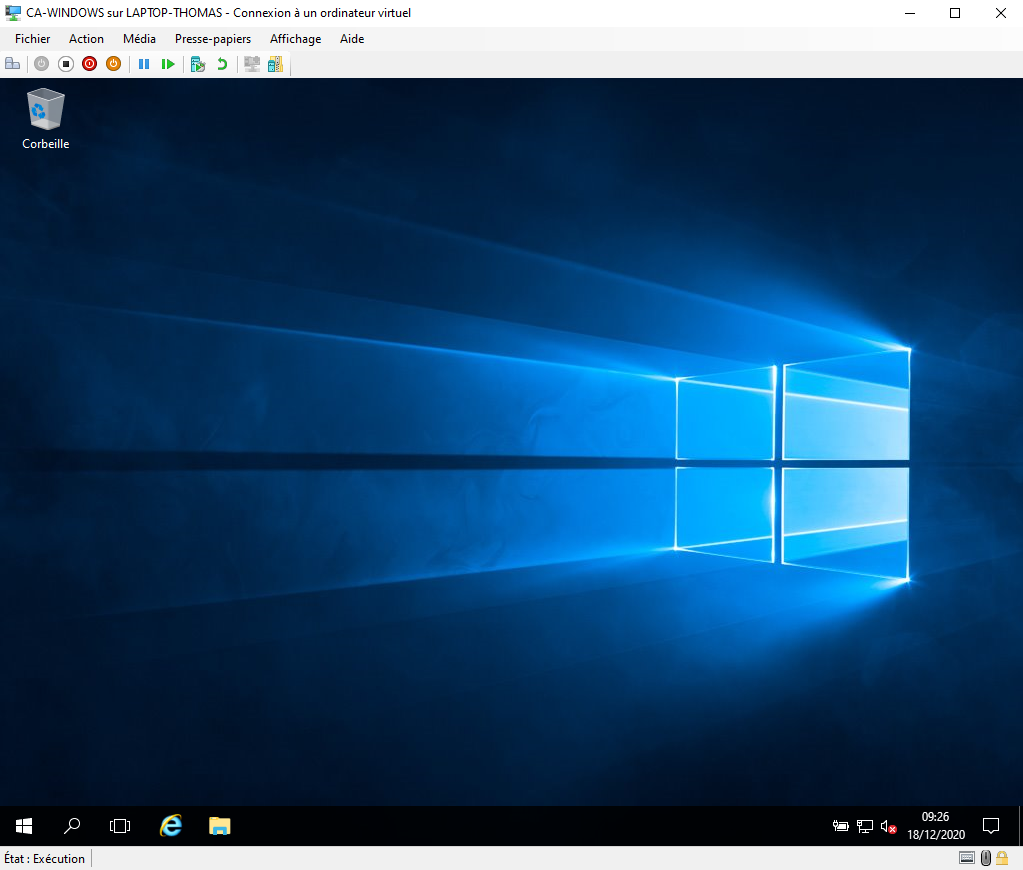 CA-WINDOWS sur LAPTOP-THOMAS - Connexion à un ordinateur virtuel
Fichier Action Média Presse-papiers Affichage Aide
Corbeille
09:26
18/12/2020
État : Exécution